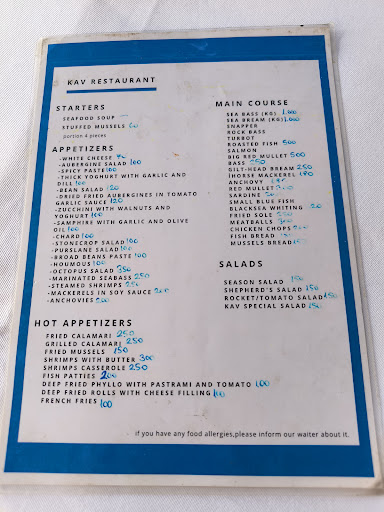 KAV RESTAURANT
STARTERS
SEAFOOD SOUP -
STUFFED MUSSELS
portion 4 pieces
APPETIZERS
-WHITE CHEESE
-AUBERGINE SALAD 100
-SPICY PASTE 100
-THICK YOGHURT WITH GARLIC AND
DILL 100
-BEAN SALAD 120
-DRIED FRIED AUBERGINES IN TOMATO
GARLIC SAUCE 120
-ZUCCHINI WITH WALNUTS AND
YOGHURT 100
-SAMPHIRE WITH GARLIC AND OLIVE
OIL 100
-CHARD 100
-STONECROP SALAD 100
-PURSLANE SALAD 100
-BROAD BEANS PASTE 100
-HOUMOUS 100
-OCTOPUS SALAD 350
-MARINATED SEABASS 250
-STEAMED SHRIMPS 250
-MACKERELS IN SOY SAUCE 200
-ANCHOVIES 200
HOT APPETIZERS
FRIED CALAMARI 250
GRILLED CALAMARI 250
FRIED MUSSELS 150
SHRIMPS WITH BUTTER 300
SHRIMPS CASSEROLE 250
FISH PATTIES 200
DEEP FRIED PHYLLO WITH PASTRAMI AND TOMATO 100
DEEP FRIED ROLLS WITH CHEESE FILLING 100
FRENCH FRIES 100
MAIN COURSE
SEA BASS (KG) 1.000
SEA BREAM (KG) 1.000
SNAPPER
ROCK BASS
TURBOT
ROASTED FISH 500
SALMON
BIG RED MULLET 500
BASS 250
GILT-HEAD BREAM 250
(HORSE MACKEREL 180
ANCHOVY
RED MULLET
SARDINE
SMALL BLUE FISH
BLACKSEA WHITING
FRIED SOLE 250
MEATBALLS 300
CHICKEN CHOPS 200
FISH BREAD 150
MUSSELS BREAD 150
SALADS
SEASON SALAD 150
SHEPHERD'S SALAD 150
ROCKET/TOMATO SALAD 150
KAV SPECIAL SALAD 150
if you have any food allergies,please inform our waiter about it.